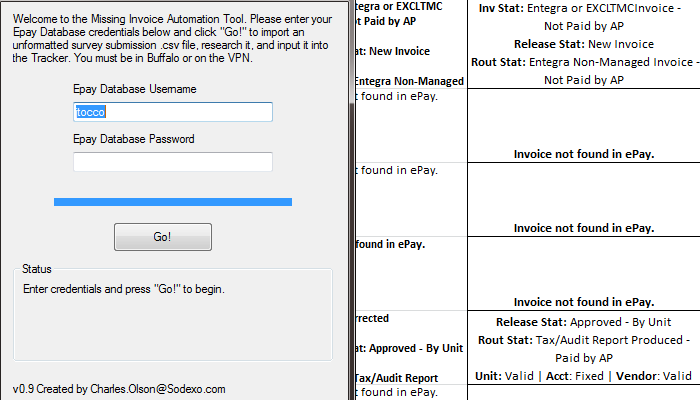 Welcome to the Missing Invoice Automation Tool. Please enter your
Epay Database credentials below and click "Go!" to import an
unformatted survey submission .csv file, research it, and input it into
the Tracker. You must be in Buffalo or on the VPN.
Epay Database Username
tocco
Epay Database Password
Go!
Status
Enter credentials and press "Go!" to begin.
v0.9 Created by Charles.Olson@Sodexo.com
tegra or EXCLTMC
ot Paid by AP
at: New Invoice
Entegra Non-Managed
t found in ePay.
t found in ePay.
found in ePay.
rrected
at: Approved - By Unit
Tax/Audit Report
t found in ePay.
Inv Stat: Entegra or EXCLTMCInvoice -
Not Paid by AP
Release Stat: New Invoice
Rout Stat: Entegra Non-Managed Invoice -
Not Paid by AP
Invoice not found in ePay.
Invoice not found in ePay.
Invoice not found in ePay.
Release Stat: Approved - By Unit
Rout Stat: Tax/Audit Report Produced -
Paid by AP
Unit: Valid | Acct: Fixed | Vendor: Valid